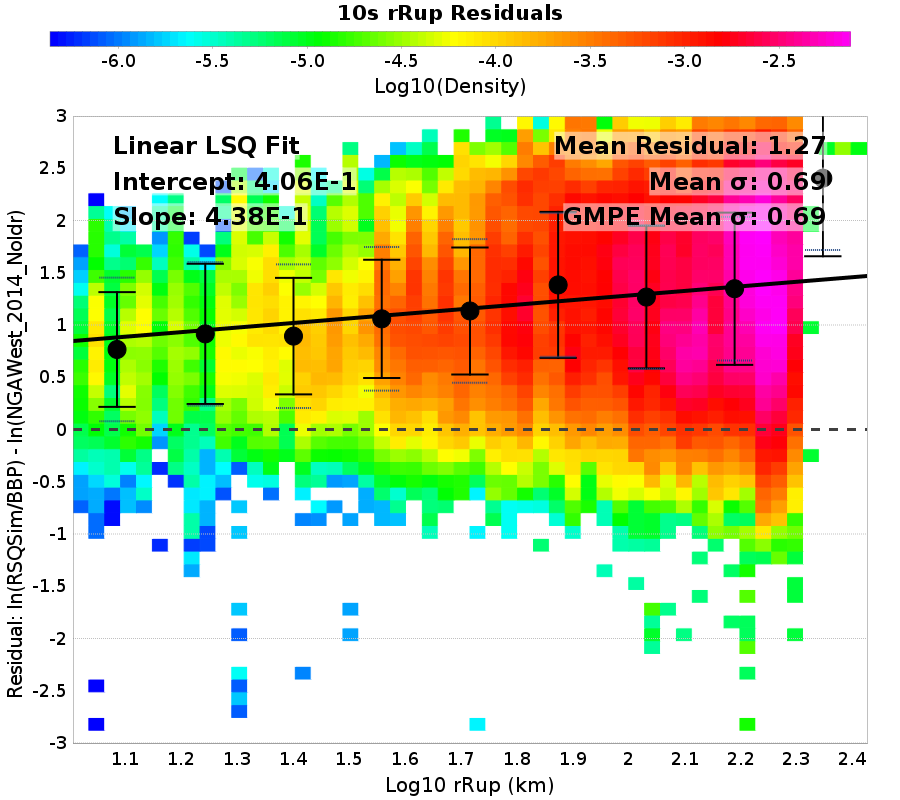 10s rRup Residuals
-6.0 -5.5 -5.0 -4.5 -4.0 -3.5 -3.0 -2.5
Log10(Density)
Linear LSQ Fit
Intercept: 4.06E-1
Slope: 4.38E-1
Mean Residual: 1.27
Mean σ: 0.69
GMPE Mean σ: 0.69
Residual: ln(RSQSim/BBP) - ln(NGAWest_2014_NoIdr)
3
2.5
2
1.5
1
0.5
0
-0.5
-1
-1.5
-2
-2.5
-3
1.1 1.2 1.3 1.4 1.5 1.6 1.7 1.8 1.9 2 2.1 2.2 2.3 2.4
Log10 rRup (km)